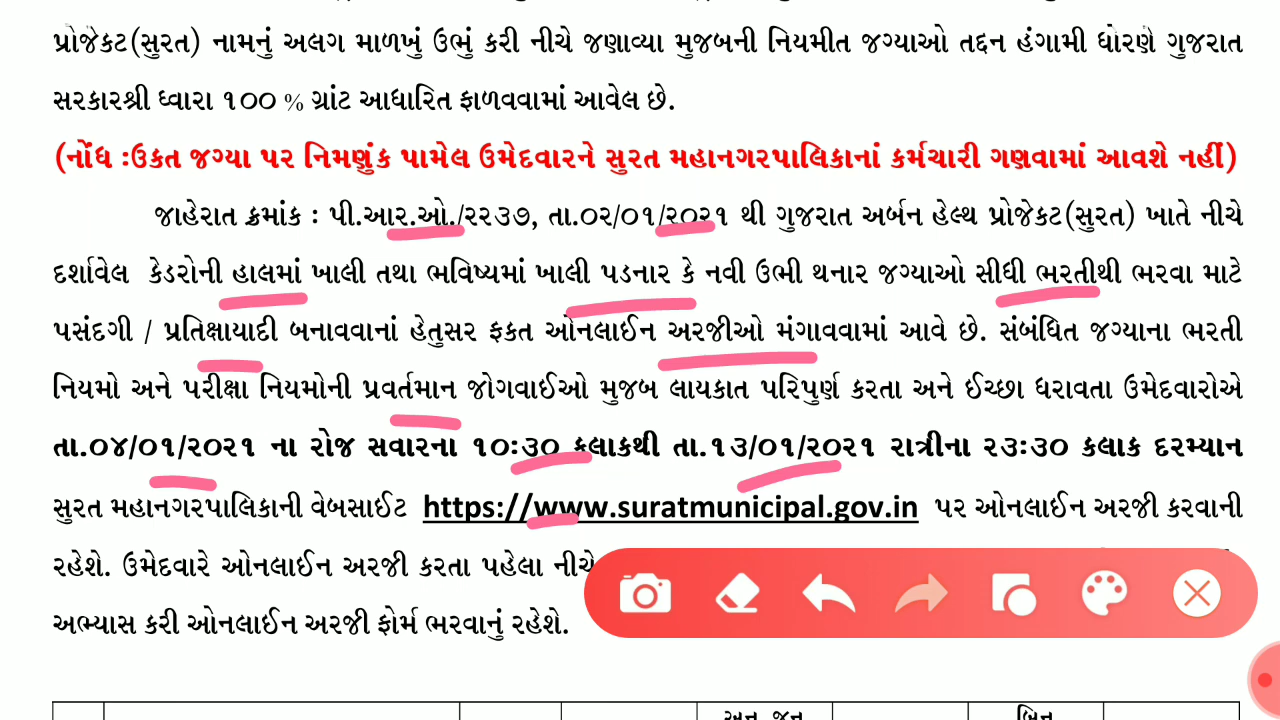 પ્રોજેકટ(સુરત) નામનું અલગ માળખું ઉભું કરી નીચે જણાવ્યા મુજબની નિયમીત જગ્યાઓ તદ્દન હંગામી ધોરણે ગુજરાત
સરકારશ્રી ધ્વારા ૧૦૦ % ગ્રાંટ આધારિત ફાળવવામાં આવેલ છે.
(નોંધ :ઉકત જગ્યા પર નિમણુંક પામેલ ઉમેદવારને સુરત મહાનગરપાલિકાનાં કર્મચારી ગણવામાં આવશે નહીં)
જાહેરાત ક્રમાંક : પી.આર.ઓ./૨૨૩૭, તા.૦૨/૦૧/૨૦૨૧ થી ગુજરાત અર્બન હેલ્થ પ્રોજેકટ(સુરત) ખાતે નીચે
દર્શાવેલ કેડરોની હાલમાં ખાલી તથા ભવિષ્યમાં ખાલી પડનાર કે નવી ઉભી થનાર જગ્યાઓ સીધી ભરતીથી ભરવા માટે
પસંદગી / પ્રતિક્ષાયાદી બનાવવાનાં હેતુસર ફકત ઓનલાઈન અરજીઓ મંગાવવામાં આવે છે. સંબંધિત જગ્યાના ભરતી
નિયમો અને પરીક્ષા નિયમોની પ્રવર્તમાન જોગવાઈઓ મુજબ લાયકાત પરિપુર્ણ કરતા અને ઈચ્છા ધરાવતા ઉમેદવારોએ
તા.૦૪/૦૧/૨૦૨૧ ના રોજ સવારના ૧૦:૩૦ કલાકથી તા.૧૩/૦૧/૨૦૨૧ રાત્રીના ૨૩:૩૦ કલાક દરમ્યાન
સુરત મહાનગરપાલિકાની વેબસાઈટ https://www.suratmunicipal.gov.in પર ઓનલાઈન અરજી કરવાની
રહેશે. ઉમેદવારે ઓનલાઈન અરજી કરતા પહેલા નીચે
અભ્યાસ કરી ઓનલાઈન અરજી ફોર્મ ભરવાનું રહેશે.